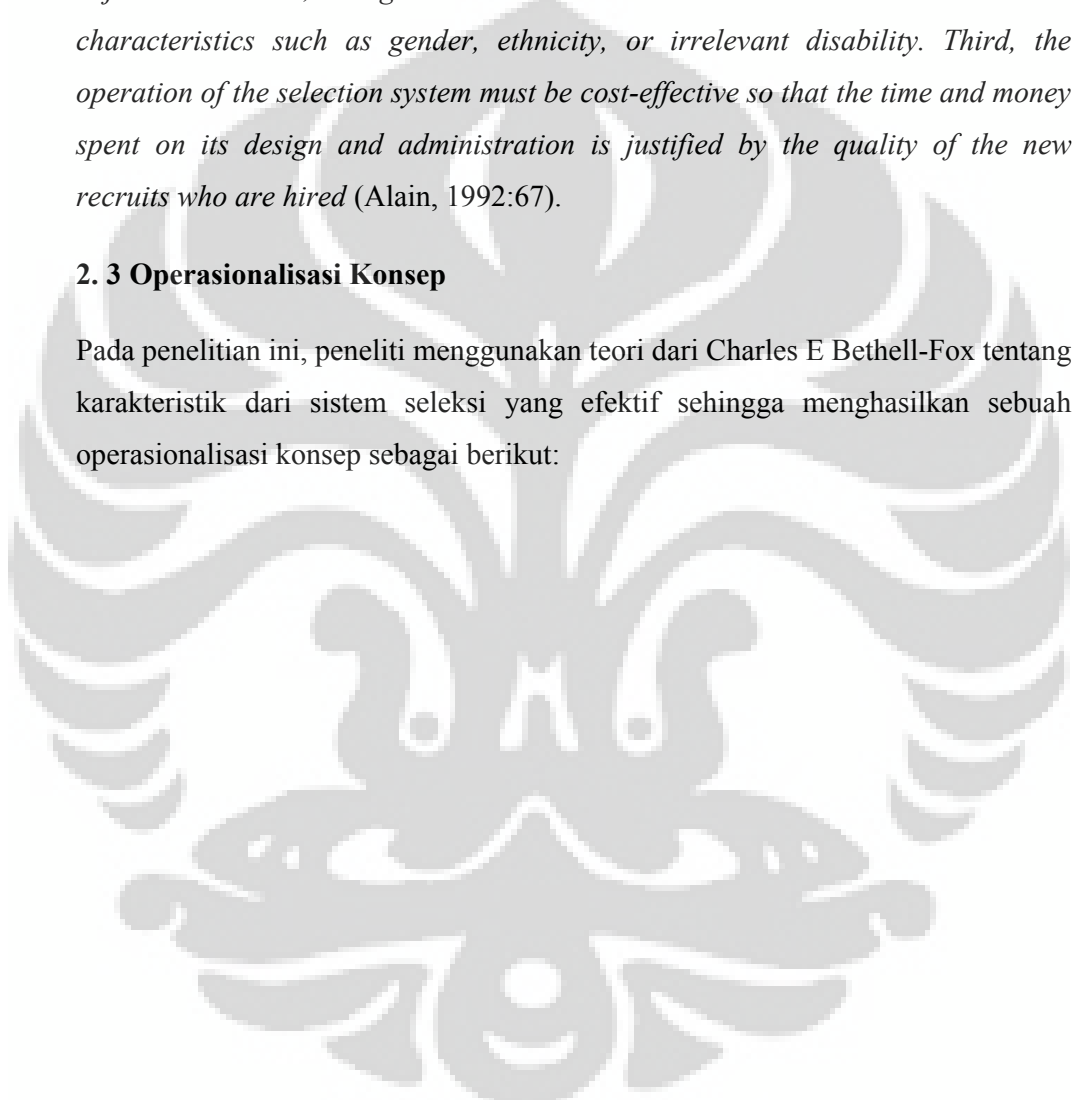 characteristics such as gender, ethnicity, or irrelevant disability. Third, the
operation of the selection system must be cost-effective so that the time and money
spent on its design and administration is justified by the quality of the new
recruits who are hired (Alain, 1992:67).
2. 3 Operasionalisasi Konsep
Pada penelitian ini, peneliti menggunakan teori dari Charles E Bethell-Fox tentang
karakteristik dari sistem seleksi yang efektif sehingga menghasilkan sebuah
operasionalisasi konsep sebagai berikut: